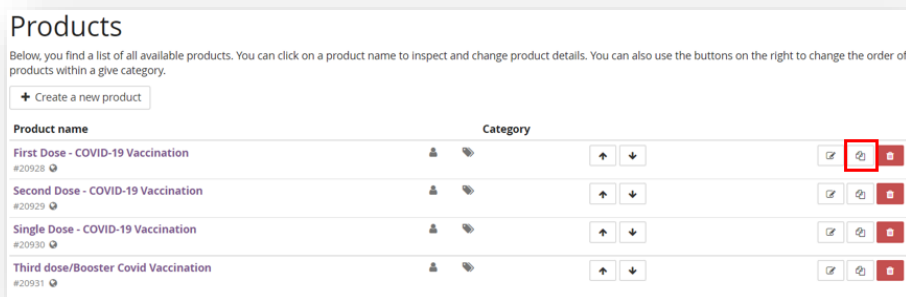 Products
Below, you find a list of all available products. You can click on a product name to inspect and change product details. You can also use the buttons on the right to change the order of
products within a give category.
Create a new product
Product name Category
First Dose - COVID-19 Vaccination
#20928
Second Dose - COVID-19 Vaccination
#20929
Single Dose - COVID-19 Vaccination
#20930
Third dose/Booster Covid Vaccination
#20931